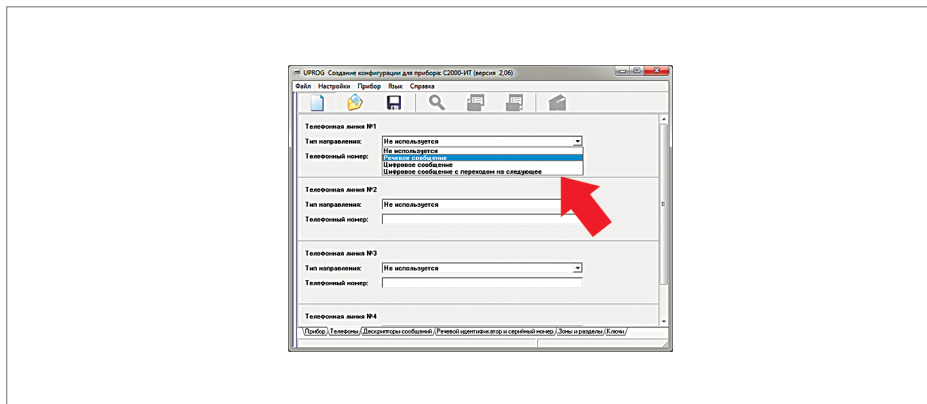 UPROG Создание конфигурации для прибора: С2000-ИТ (версия 2,06)
Файл Настройки Прибор Язык Справка
Телефонная линия №1
Тип направления: Не используется
Не используется
Телефонный номер: Речевое сообщение
Цифровое сообщение
Цифровое сообщение с переходом на следующее
Телефонная линия №2
Тип направления: Не используется
Телефонный номер:
Телефонная линия №3
Тип направления: Не используется
Телефонный номер:
Телефонная линия №4
Прибор Телефоны Дескрипторы сообщений Речевой идентификатор и серийный номер Зоны и разделы Ключи